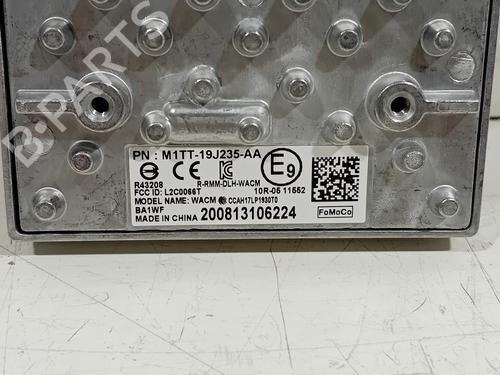 B-PARTS
PN : M1TT-19J235-AA
E9
R43208
R-RMM-DLH-WACM
FCC ID: L2C0066T
10R-05 11552
MODEL NAME: WACM CCAH17LP1930T0
BA1WF
MADE IN CHINA 200813106224
FoMoCo